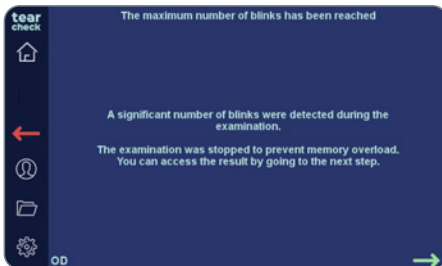 tear
check
The maximum number of blinks has been reached
A significant number of blinks were detected during the
examination.
The examination was stopped to prevent memory overload.
You can access the result by going to the next step.
OD